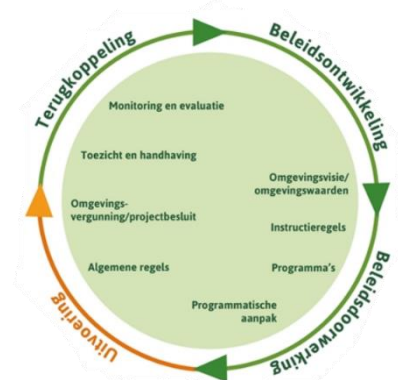 Terugkoppeling
Beleidsontwikkeling
Monitoring en evaluatie
Toezicht en handhaving
Omgevingsvisie/
omgevingswaarden
Omgevings-
vergunning/projectbesluit
Instructieregels
Algemene regels
Programma's
Programmatische
aanpak
Uitvoering
Beleidsdoorwerking